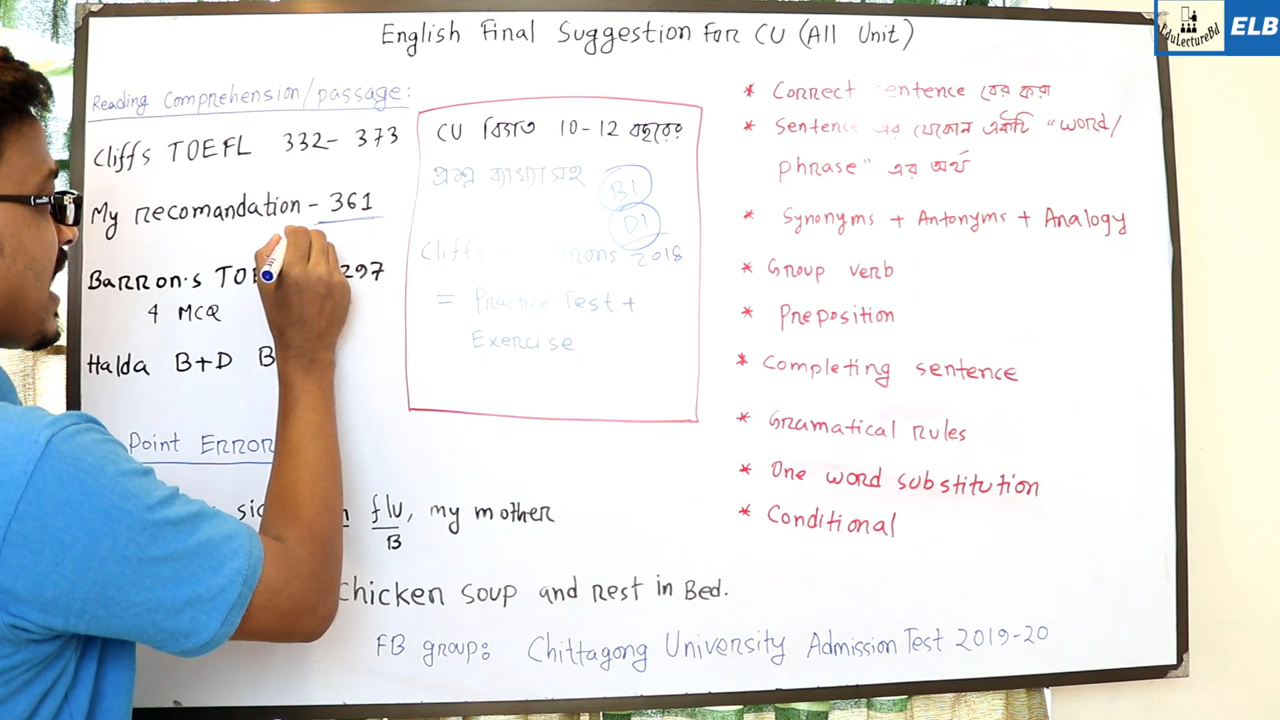 English Final Suggestion For CU (All Unit)
EduLectureBd
ELB
Reading Comprehension/passage:
Cliffs TOEFL 332-373
My recomandation - 361
Barron's 297
4 MCQ
Halda B+D
Point Error
flu, my mother
B
chicken soup and rest in Bed.
FB group: Chittagong University Admission Test 2019-20
CU বিগত 10-12 বছরের
প্রশ্ন ব্যাখ্যাসহ
B1
D1
Cliffs 2018
= Practice Test +
Exercise
* Correct sentence বের করা
* Sentence এর যেকোন একটি "word/
phrase" এর অর্থ
* Synonyms + Antonyms + Analogy
* Group verb
* Preposition
* Completing sentence
* Gramatical rules
* One word substitution
* Conditional